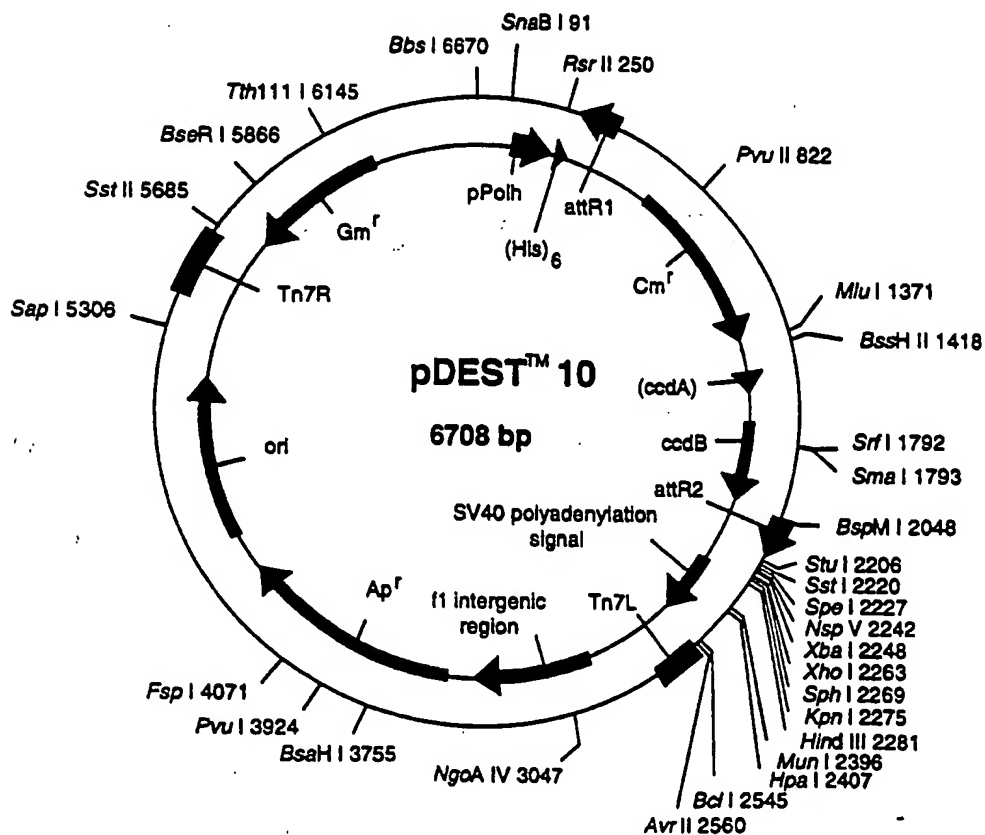 SnaB I 91
Bbs I 6670
Rsr II 250
Tth111 I 6145
BseR I 5866
Pvu II 822
Sst II 5685
pPolh
attR1
Gm r
(His)6
Cm r
Tn7R
Sap I 5306
Mlu I 1371
BssH II 1418
pDEST™ 10
(ccdA)
6708 bp
ori
ccdB
Srf I 1792
Sma I 1793
attR2
SV40 polyadenylation
signal
BspM I 2048
Stu I 2206
Sst I 2220
Spe I 2227
Nsp V 2242
Xba I 2248
Xho I 2263
Sph I 2269
Kpn I 2275
Hind III 2281
Mun I 2396
Hpa I 2407
Ap r
f1 intergenic
region
Tn7L
Fsp I 4071
Pvu I 3924
BsaH I 3755
NgoA IV 3047
Bcl I 2545
Avr II 2560